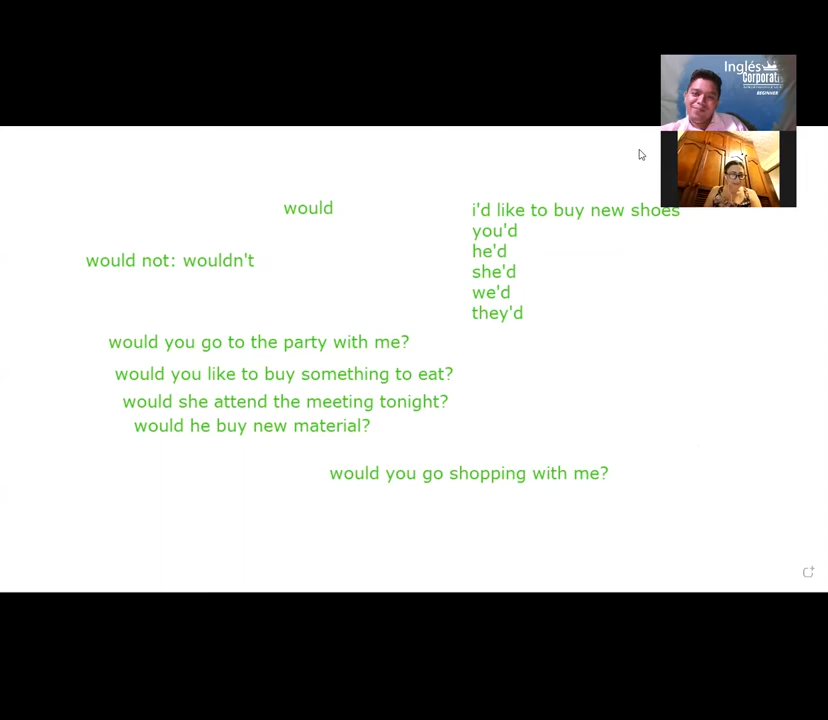 Inglés
Corporati
BEGINNER
would
i'd like to buy new shoes
you'd
he'd
she'd
we'd
they'd
would not: wouldn't
would you go to the party with me?
would you like to buy something to eat?
would she attend the meeting tonight?
would he buy new material?
would you go shopping with me?